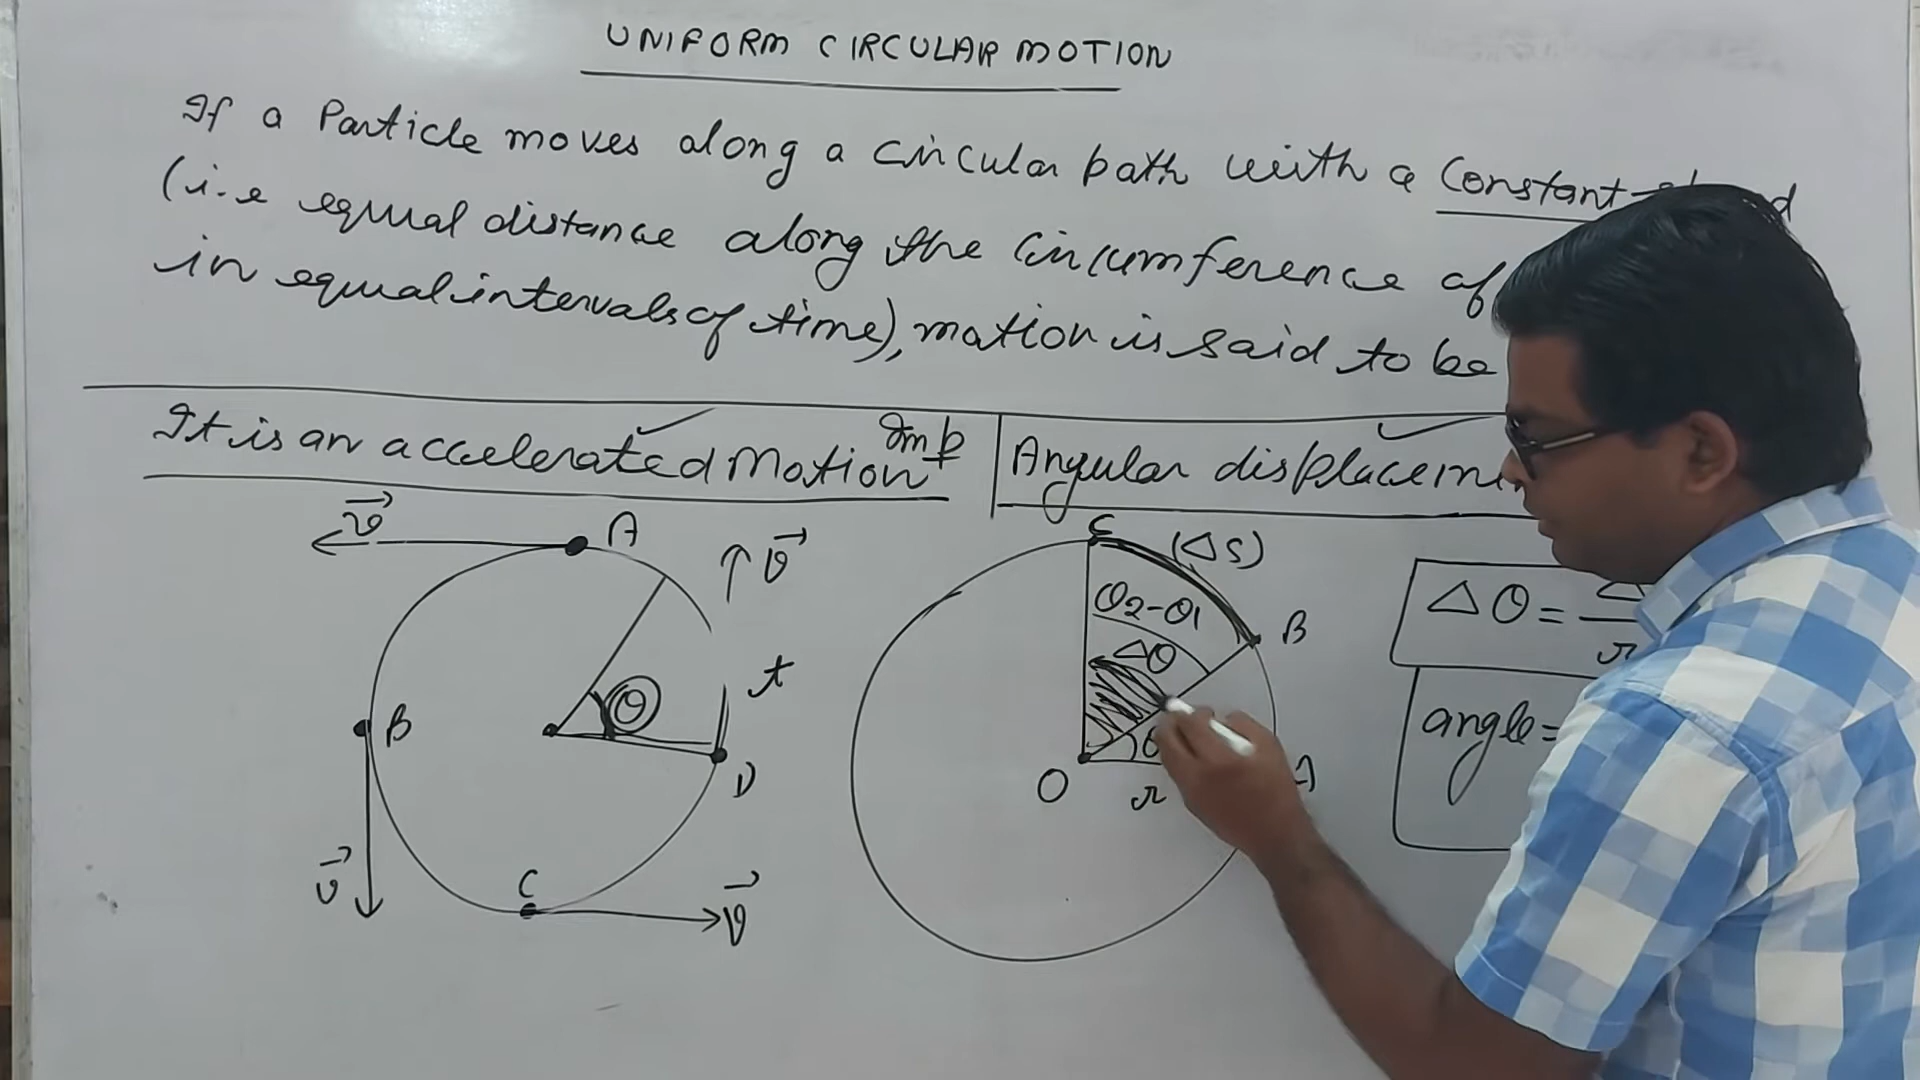 UNIFORM CIRCULAR MOTION
If a Particle moves along a circular path with a constant
(i.e equal distance along the circumference of
in equal intervals of time), motion is said to be
It is an accelerated Motion Imp
Angular
v⃗ A
v⃗
θ t
B
D
v⃗
C
v⃗
C (ΔS)
θ2-θ1 B
Δθ
O r A
Δθ =
r
angle =